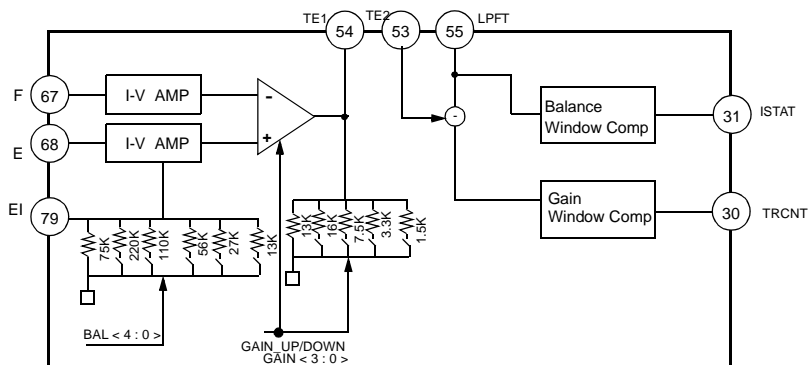 TE1
TE2
LPFT
54
53
55
F
67
I-V AMP
-
E
68
I-V AMP
+
-
Balance
Window Comp
31
ISTAT
EI
79
Gain
Window Comp
30
TRCNT
75K
220K
110K
56K
27K
13K
13K
16K
7.5K
3.3K
1.5K
BAL < 4 : 0 >
GAIN_UP/DOWN
GAIN < 3 : 0 >